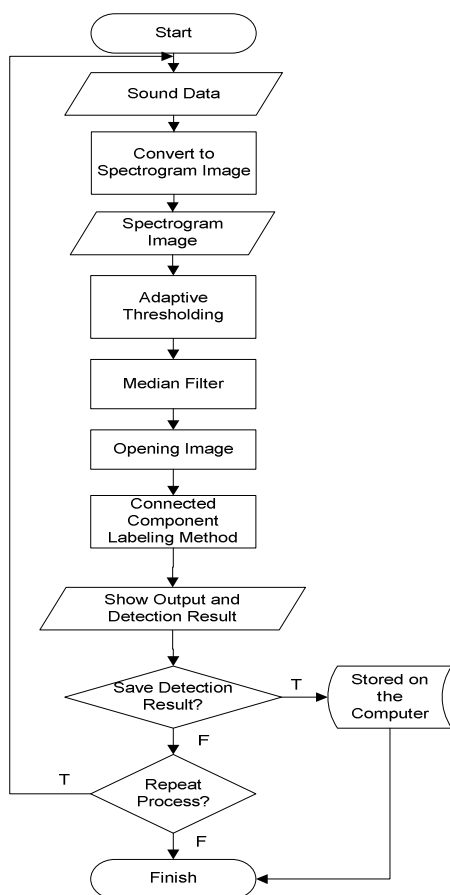 Start
Sound Data
Convert to
Spectrogram Image
Spectrogram
Image
Adaptive
Thresholding
Median Filter
Opening Image
Connected
Component
Labeling Method
Show Output and
Detection Result
Save Detection
Result?
T
Stored on
the
Computer
F
Repeat
Process?
T
F
Finish